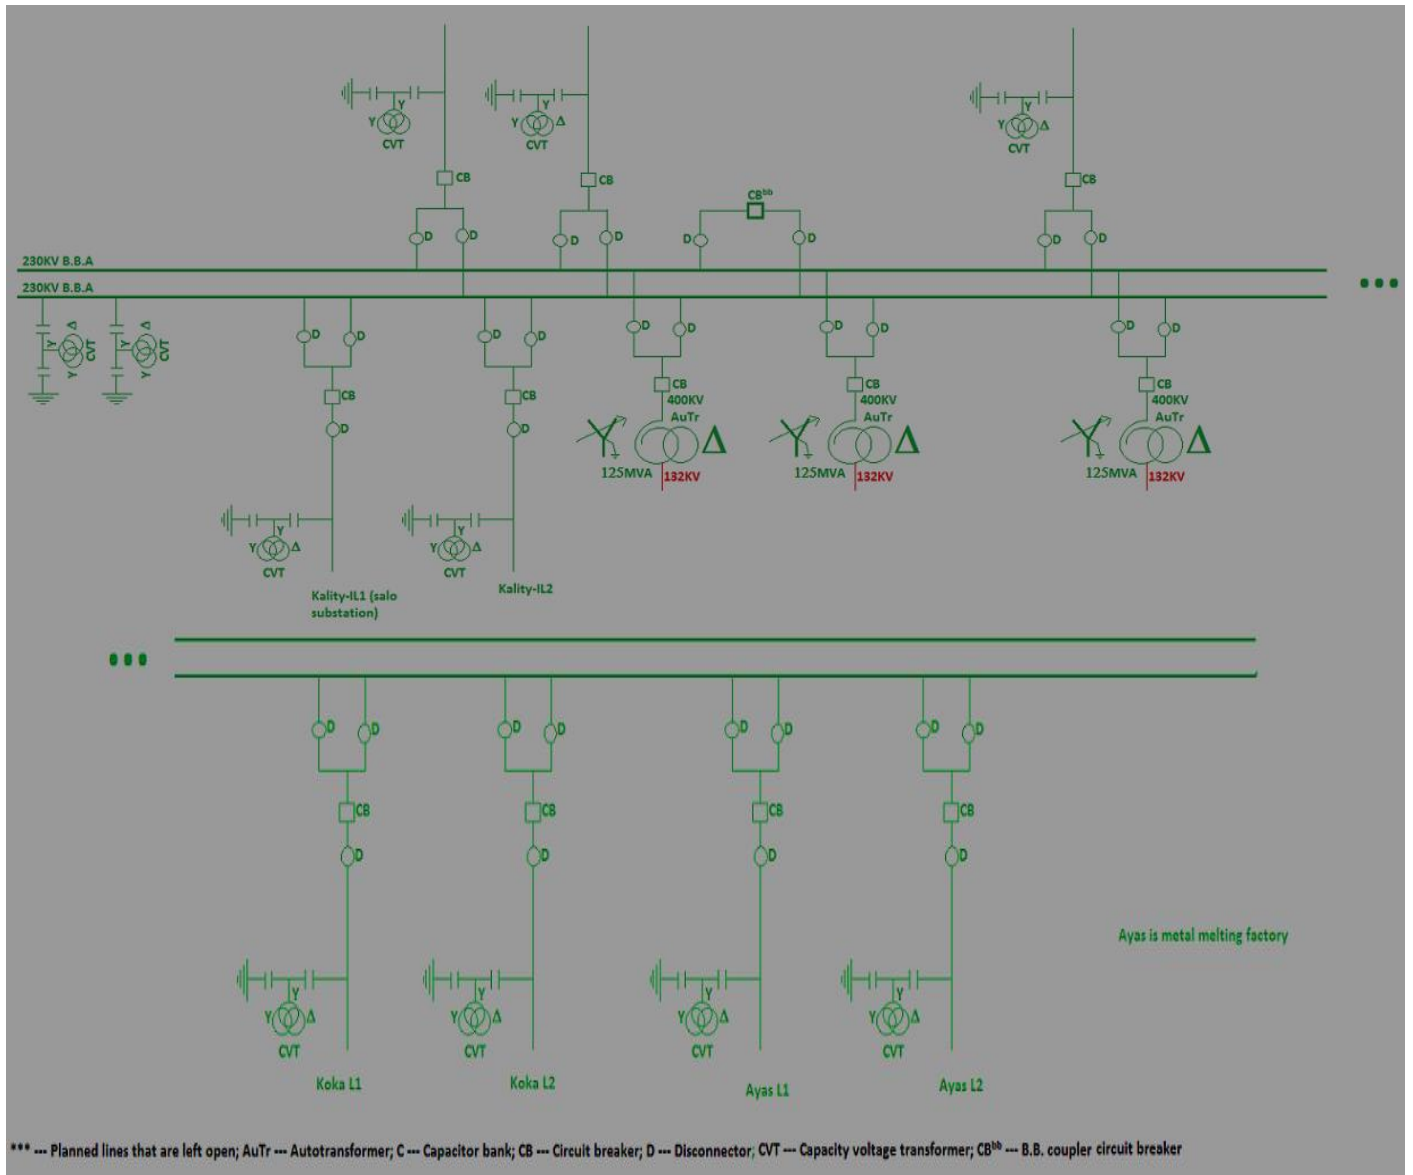 Y
Y
CVT
Y
Y Δ
CVT
Y
Y Δ
CVT
CB
CB
CB
CBbb
D D
D D
D D
D D
230KV B.B.A
230KV B.B.A
•••
Δ
Y
CVT
Y
Δ
Y
CVT
Y
D D
D D
D D
D D
D D
CB
CB
CB
CB
CB
400KV
400KV
400KV
AuTr
AuTr
AuTr
D
D
Δ
Δ
Δ
125MVA 132KV
125MVA 132KV
125MVA 132KV
Y
Y Δ
CVT
Y
Y Δ
CVT
Kality-IL1 (salo
substation)
Kality-IL2
•••
D D
D D
D D
D D
CB
CB
CB
CB
D
D
D
D
Ayas is metal melting factory
Y
Y Δ
CVT
Y
Y Δ
CVT
Y
Y Δ
CVT
Y
Y Δ
CVT
Koka L1
Koka L2
Ayas L1
Ayas L2
*** --- Planned lines that are left open; AuTr --- Autotransformer; C --- Capacitor bank; CB --- Circuit breaker; D --- Disconnector; CVT --- Capacity voltage transformer; CBbb --- B.B. coupler circuit breaker